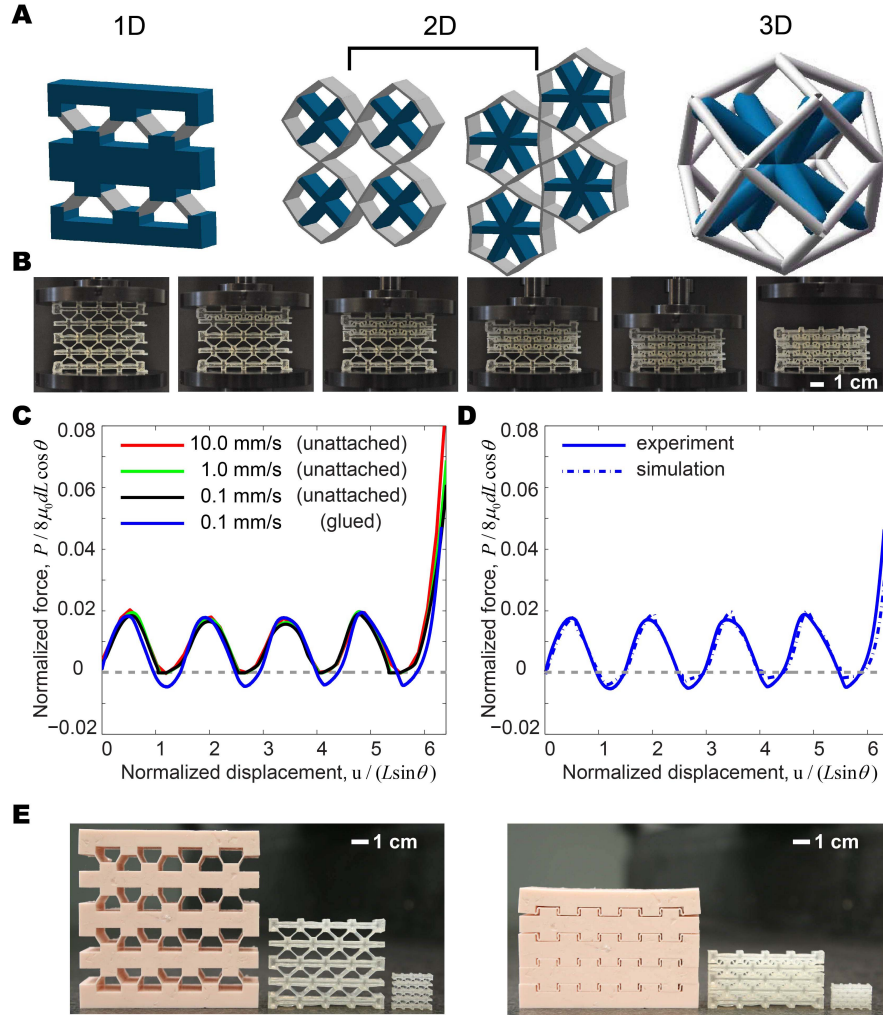 A
1D
2D
3D
B
1 cm
C
0.08
0.06
0.04
0.02
0
−0.02
Normalized force, P / 8μ₀dL cos θ
10.0 mm/s (unattached)
1.0 mm/s (unattached)
0.1 mm/s (unattached)
0.1 mm/s (glued)
0 1 2 3 4 5 6
Normalized displacement, u / (Lsin θ)
D
0.08
0.06
0.04
0.02
0
−0.02
Normalized force, P / 8μ₀dL cos θ
experiment
simulation
0 1 2 3 4 5 6
Normalized displacement, u / (Lsin θ)
E
1 cm
1 cm